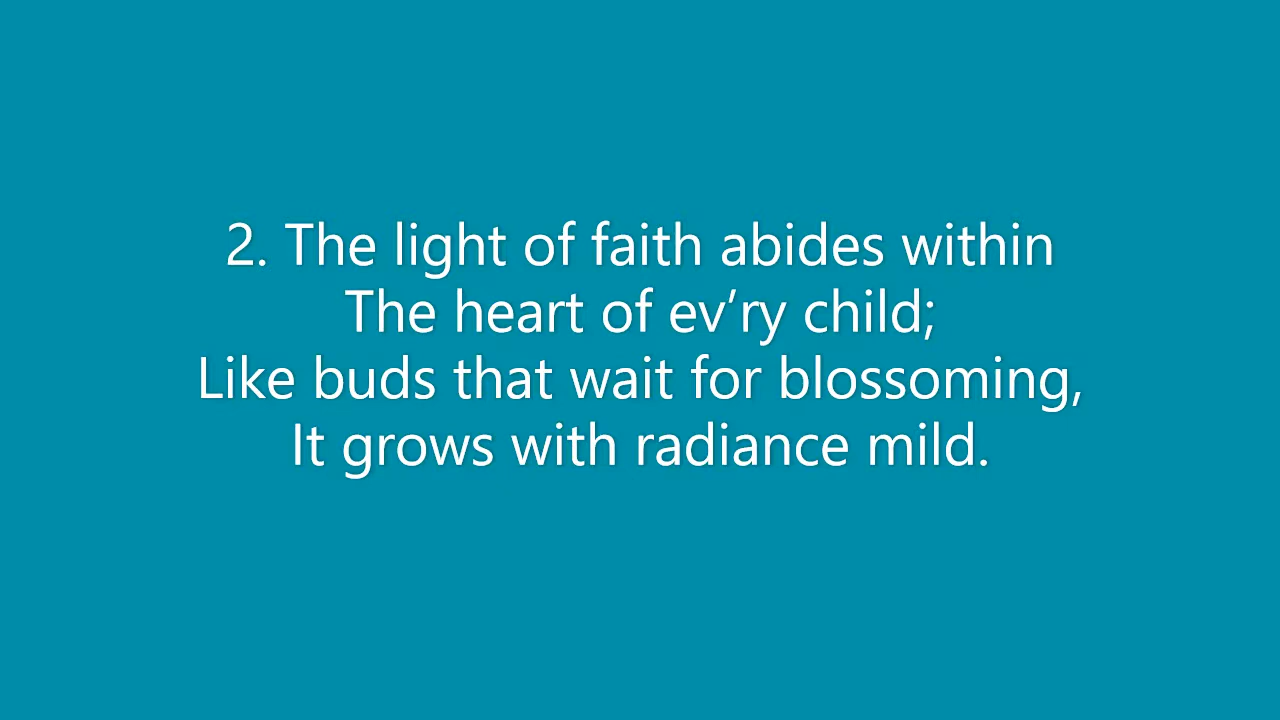 2. The light of faith abides within
The heart of ev’ry child;
Like buds that wait for blossoming,
It grows with radiance mild.